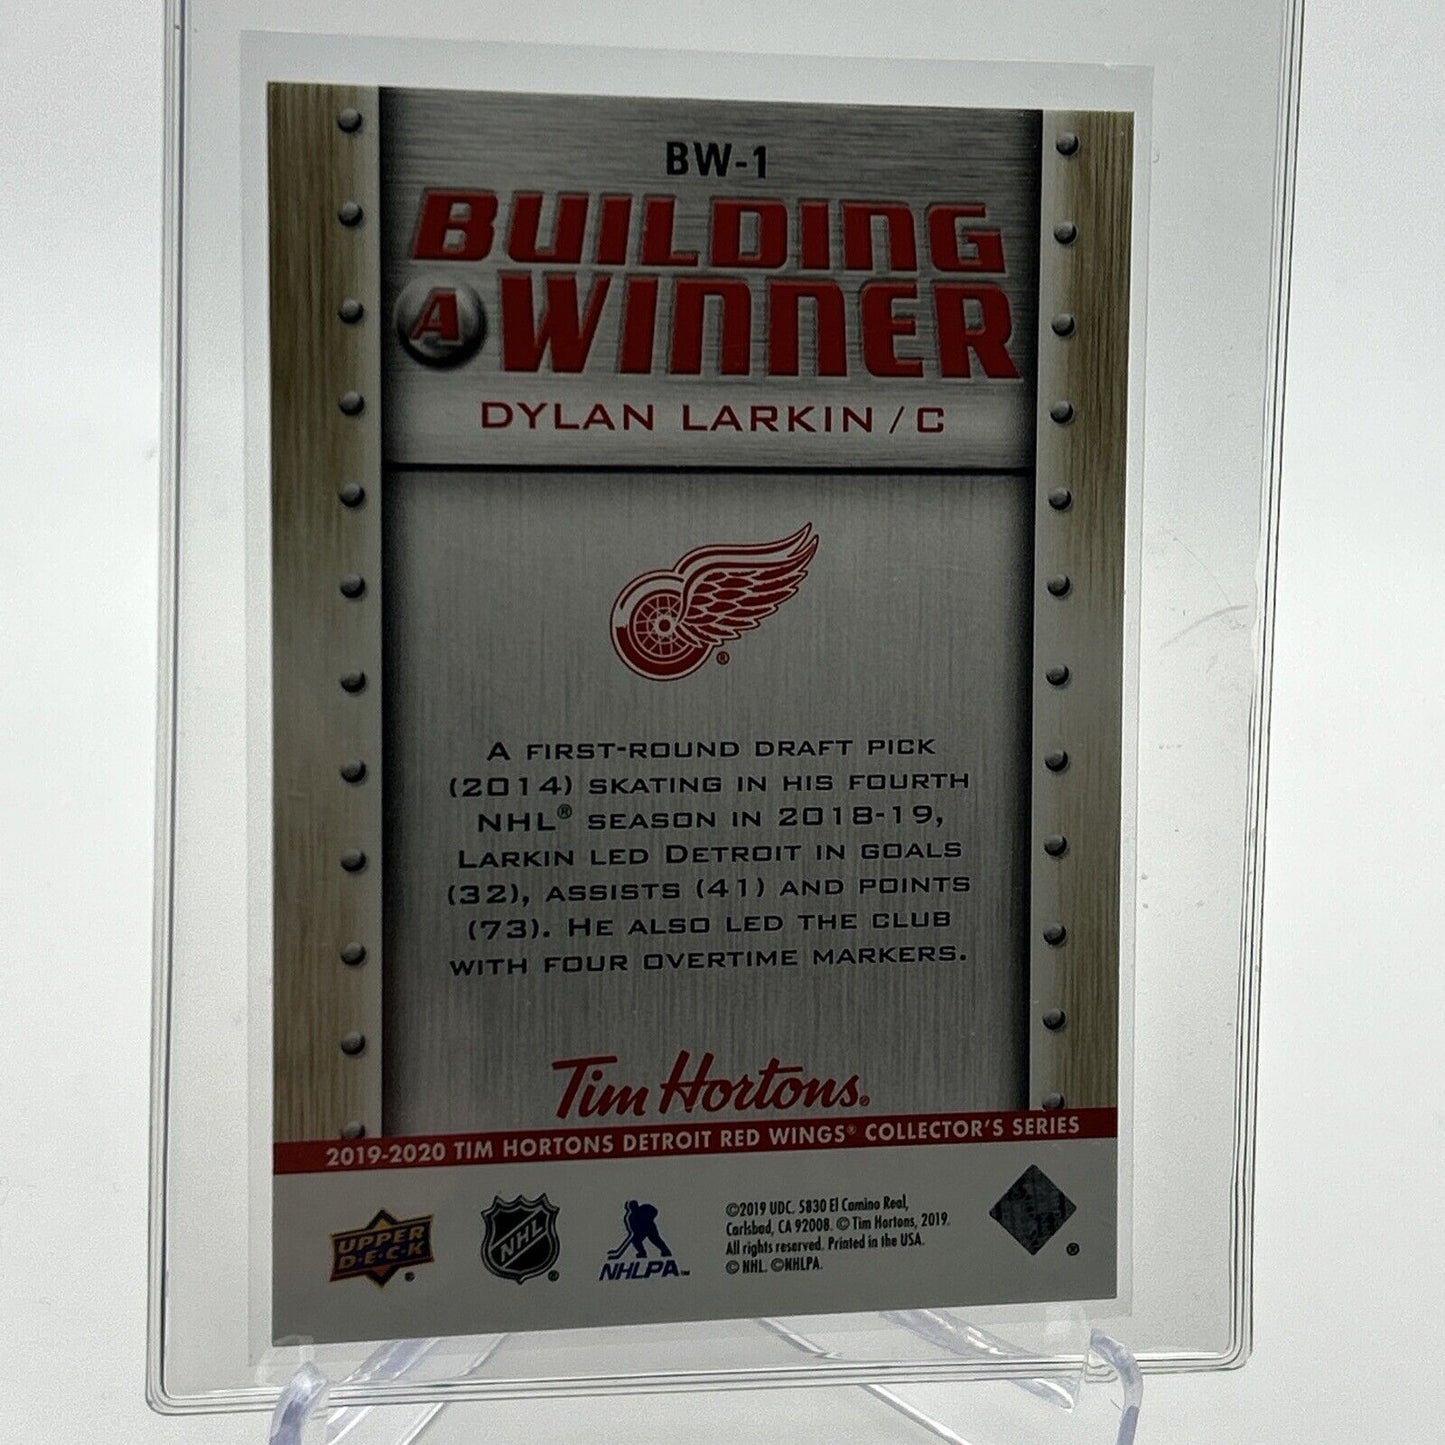 BW-1
BUILDING
A WINNER
DYLAN LARKIN / C
®
A FIRST-ROUND DRAFT PICK
(2014) SKATING IN HIS FOURTH
NHL® SEASON IN 2018-19,
LARKIN LED DETROIT IN GOALS
(32), ASSISTS (41) AND POINTS
(73). HE ALSO LED THE CLUB
WITH FOUR OVERTIME MARKERS.
Tim Hortons®
2019-2020 TIM HORTONS DETROIT RED WINGS® COLLECTOR'S SERIES
UPPER
D·E·C·K ®
NHL ®
NHLPA™
©2019 UDC. 5830 El Camino Real,
Carlsbad, CA 92008. © Tim Hortons, 2019.
All rights reserved. Printed in the USA.
© NHL. ©NHLPA.
®